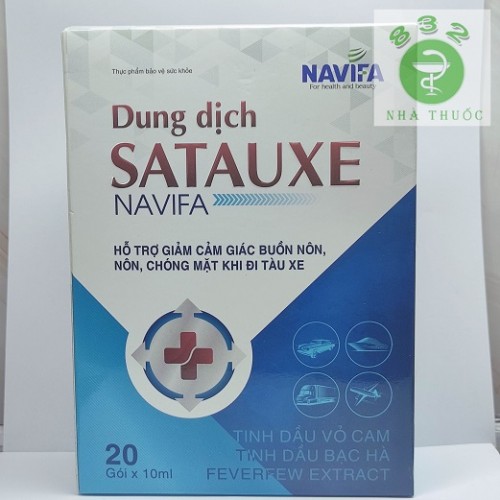 Thực phẩm bảo vệ sức khỏe
NAVIFA
For health and beauty
832
NHÀ THUỐC
Dung dịch
SATAUXE
NAVIFA
HỖ TRỢ GIẢM CẢM GIÁC BUỒN NÔN,
NÔN, CHÓNG MẶT KHI ĐI TÀU XE
20
Gói x 10ml
TINH DẦU VỎ CAM
TINH DẦU BẠC HÀ
FEVERFEW EXTRACT